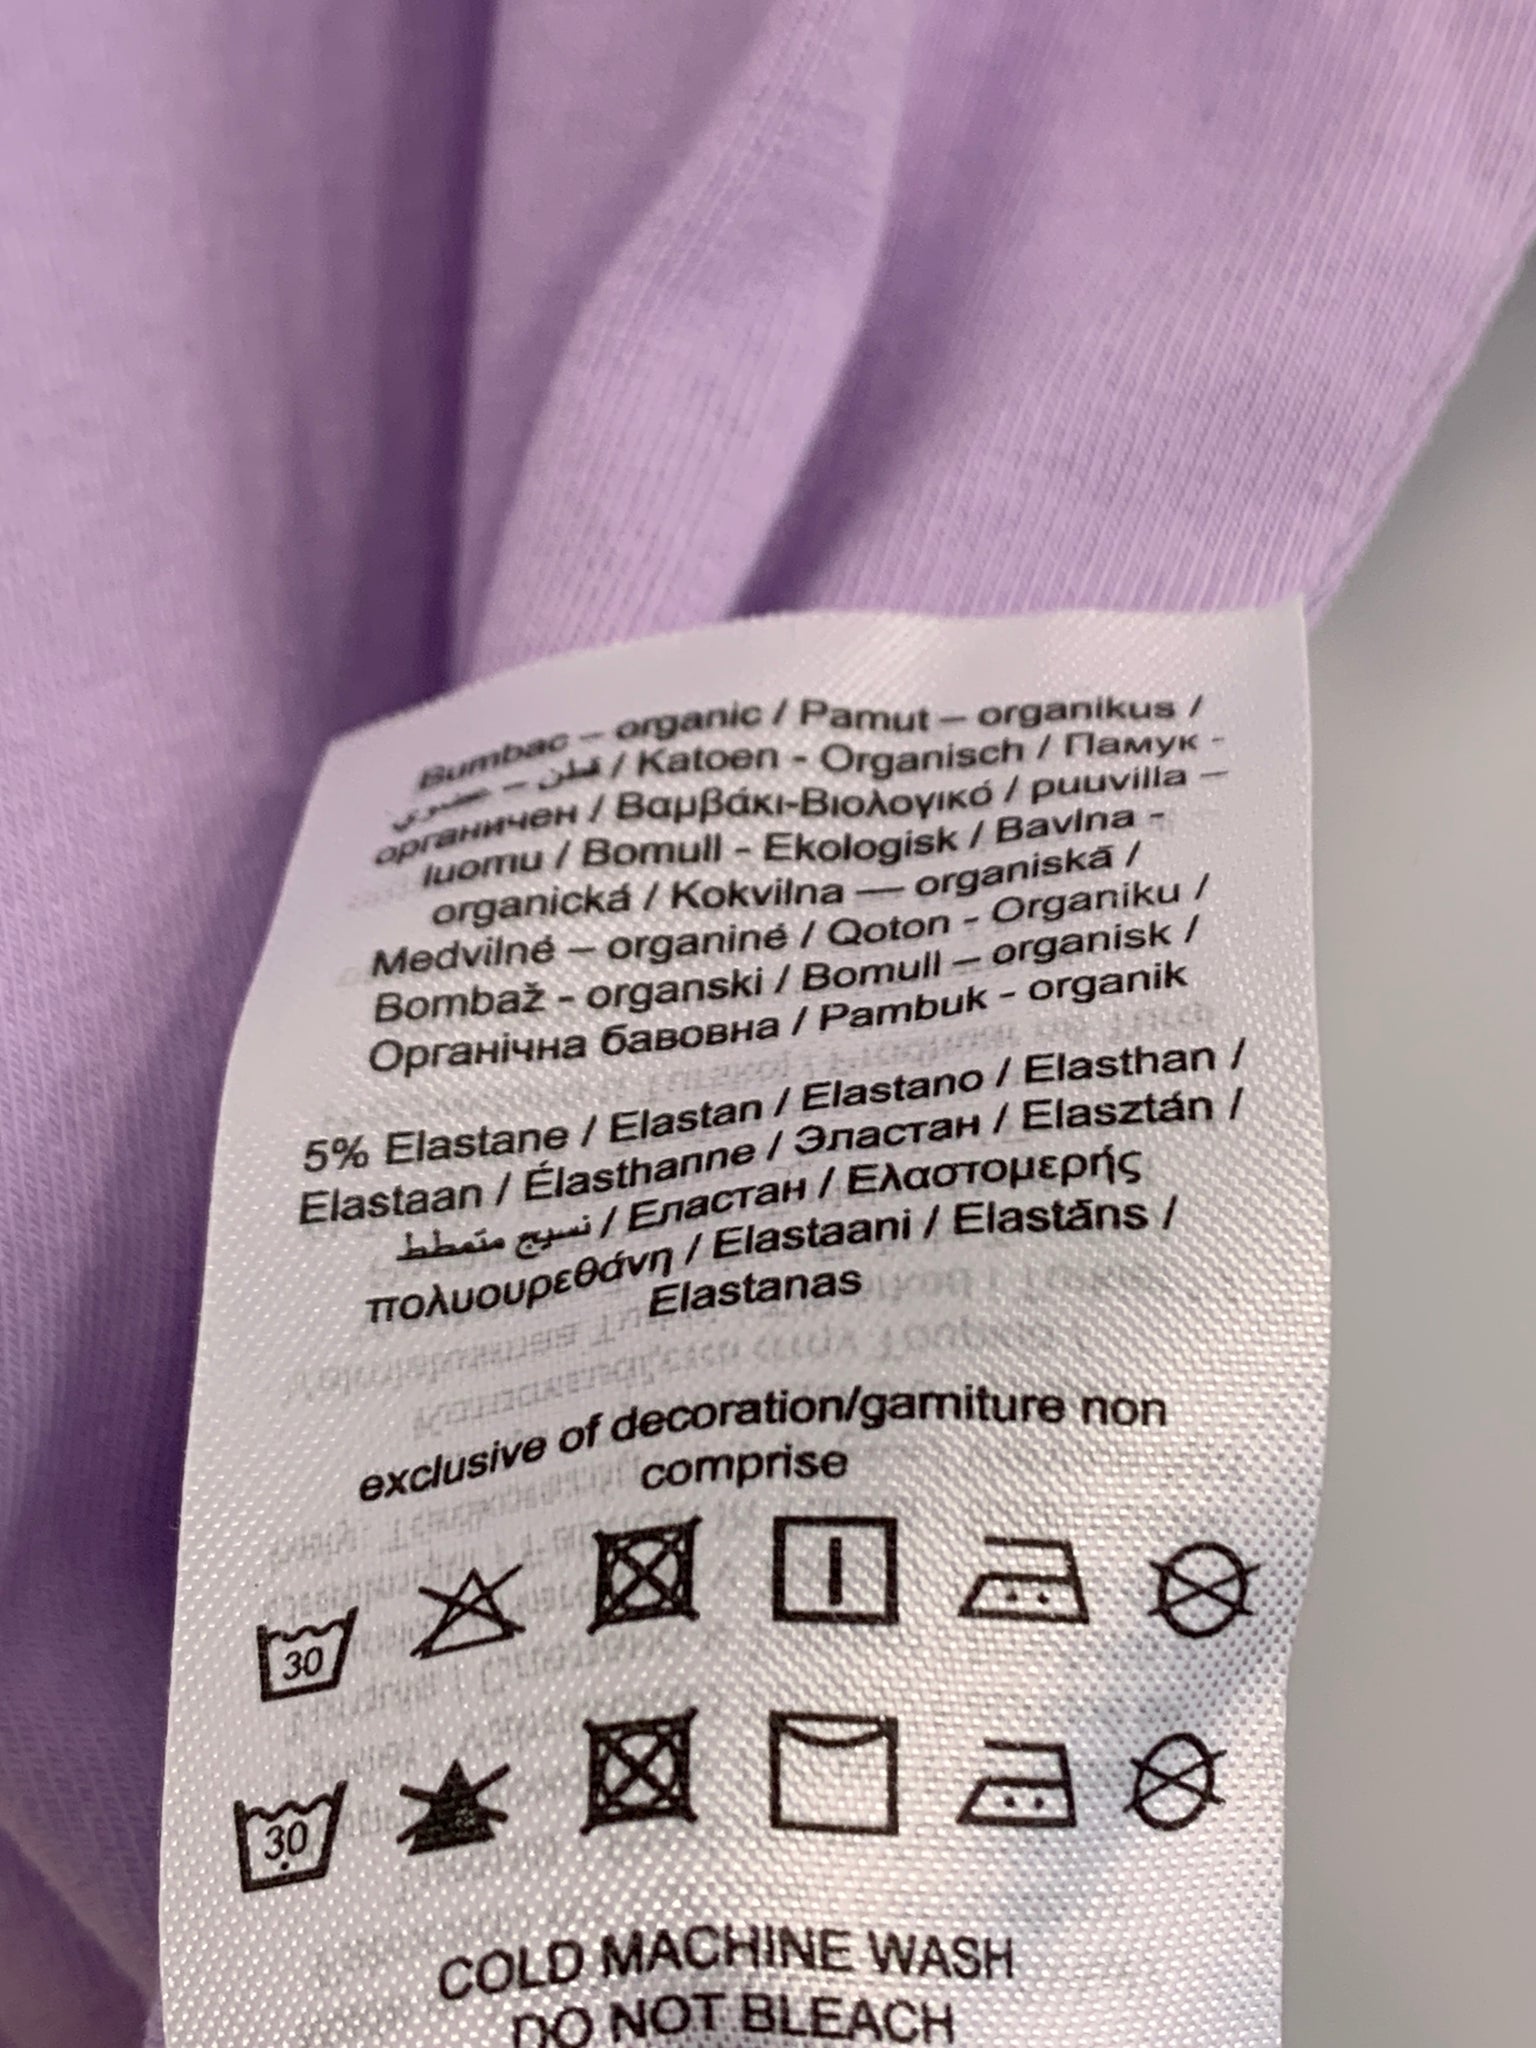 Bumbac – organic / Pamut – organikus /
قطن – عضوي / Katoen - Organisch / Памук -
органичен / Βαμβάκι-Βιολογικό / puuvilla –
luomu / Bomull - Ekologisk / Bavlna -
organická / Kokvilna — organiskā /
Medvilné – organiné / Qoton - Organiku /
Bombaž - organski / Bomull – organisk /
Органічна бавовна / Pambuk - organik
5% Elastane / Elastan / Elastano / Elasthan /
Elastaan / Élasthanne / Эластан / Elasztán /
نسيج متمطط / Еластан / Ελαστομερής
πολυουρεθάνη / Elastaani / Elastāns /
Elastanas
exclusive of decoration/garniture non
comprise
30
30
COLD MACHINE WASH
DO NOT BLEACH